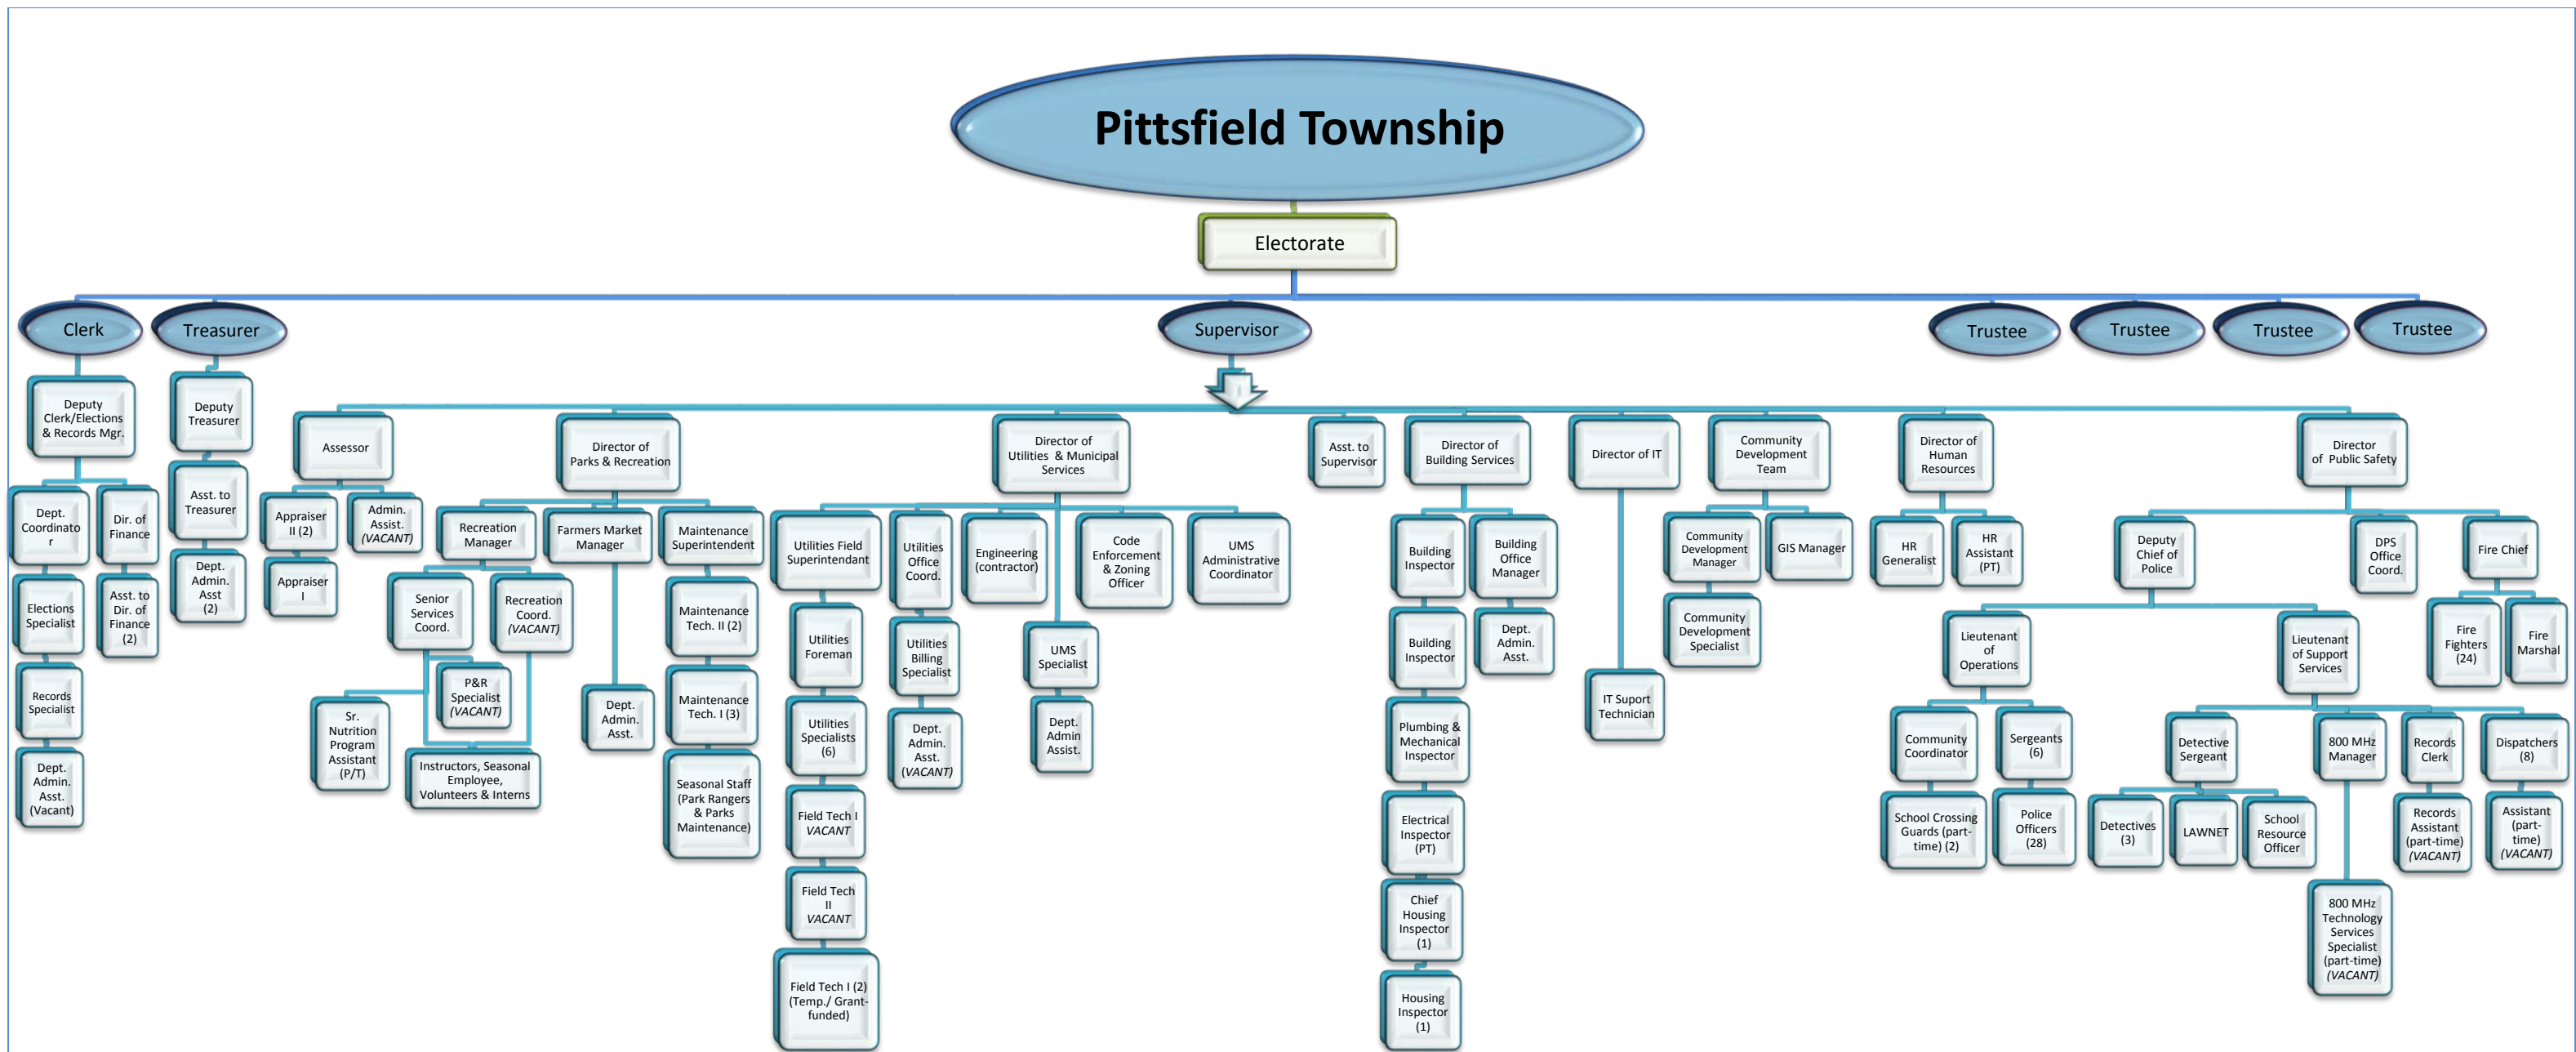 Pittsfield Township
Electorate
Clerk
Treasurer
Supervisor
Trustee
Trustee
Trustee
Trustee
Deputy
Clerk/Elections
& Records Mgr.
Dept.
Coordinato
r
Elections
Specialist
Records
Specialist
Dept.
Admin.
Asst.
(Vacant)
Dir. of
Finance
Asst. to
Dir. of
Finance
(2)
Deputy
Treasurer
Asst. to
Treasurer
Dept.
Admin.
Asst
(2)
Assessor
Appraiser
II (2)
Appraiser
I
Admin.
Assist.
(VACANT)
Director of
Parks & Recreation
Recreation
Manager
Senior
Services
Coord.
Recreation
Coord.
(VACANT)
P&R
Specialist
(VACANT)
Sr.
Nutrition
Program
Assistant
(P/T)
Instructors, Seasonal
Employee,
Volunteers & Interns
Farmers Market
Manager
Dept.
Admin.
Asst.
Maintenance
Superintendent
Maintenance
Tech. II (2)
Maintenance
Tech. I (3)
Seasonal Staff
(Park Rangers
& Parks
Maintenance)
Director of
Utilities & Municipal
Services
Utilities Field
Superintendant
Utilities
Foreman
Utilities
Specialists
(6)
Field Tech I
VACANT
Field Tech
II
VACANT
Field Tech I (2)
(Temp./ Grant-
funded)
Utilities
Office
Coord.
Utilities
Billing
Specialist
Dept.
Admin.
Asst.
(VACANT)
Engineering
(contractor)
UMS
Specialist
Dept.
Admin
Assist.
Code
Enforcement
& Zoning
Officer
UMS
Administrative
Coordinator
Asst. to
Supervisor
Director of
Building Services
Building
Inspector
Building
Inspector
Plumbing &
Mechanical
Inspector
Electrical
Inspector
(PT)
Chief
Housing
Inspector
(1)
Housing
Inspector
(1)
Building
Office
Manager
Dept.
Admin.
Asst.
Director of IT
IT Suport
Technician
Community
Development
Team
Community
Development
Manager
Community
Development
Specialist
GIS Manager
Director of
Human
Resources
HR
Generalist
HR
Assistant
(PT)
Director
of Public Safety
Deputy
Chief of
Police
DPS
Office
Coord.
Fire Chief
Fire
Fighters
(24)
Fire
Marshal
Lieutenant
of
Operations
Community
Coordinator
School Crossing
Guards (part-
time) (2)
Sergeants
(6)
Police
Officers
(28)
Lieutenant
of Support
Services
Detective
Sergeant
Detectives
(3)
LAWNET
School
Resource
Officer
800 MHz
Manager
800 MHz
Technology
Services
Specialist
(part-time)
(VACANT)
Records
Clerk
Records
Assistant
(part-time)
(VACANT)
Dispatchers
(8)
Assistant
(part-
time)
(VACANT)